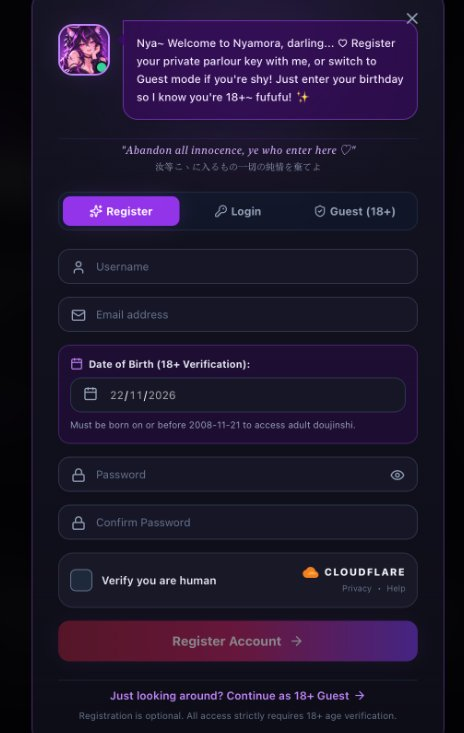 Nya~ Welcome to Nymora, darling... ♡ Register
your private parlour key with me, or switch to
Guest mode if you're shy! Just enter your birthday
so I know you're 18+~ fufufu! ✨
"Abandon all innocence, ye who enter here ♡"
汝等こゝに入るもの一切の純情を棄てよ
Register
Login
Guest (18+)
Username
Email address
Date of Birth (18+ Verification):
22/11/2026
Must be born on or before 2008-11-21 to access adult doujinshi.
Password
Confirm Password
Verify you are human
CLOUDFLARE
Privacy • Help
Register Account →
Just looking around? Continue as 18+ Guest →
Registration is optional. All access strictly requires 18+ age verification.